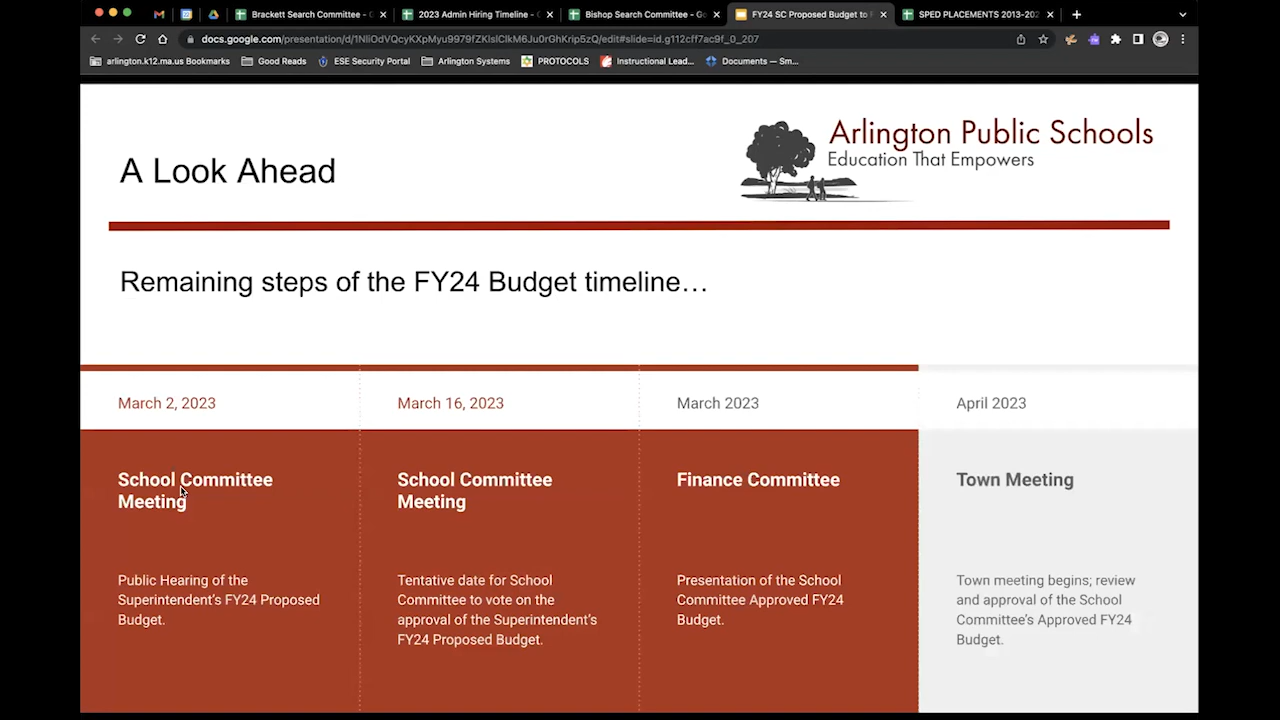 Brackett Search Committee -
2023 Admin Hiring Timeline -
Bishop Search Committee - Go
FY24 SC Proposed Budget to F
SPED PLACEMENTS 2013-202
docs.google.com/presentation/d/
arlington.k12.ma.us Bookmarks
Good Reads
ESE Security Portal
Arlington Systems
PROTOCOLS
Instructional Lead...
Documents — Sm...
Arlington Public Schools
Education That Empowers
A Look Ahead
Remaining steps of the FY24 Budget timeline…
March 2, 2023
School Committee
Meeting
Public Hearing of the
Superintendent's FY24 Proposed
Budget.
March 16, 2023
School Committee
Meeting
Tentative date for School
Committee to vote on the
approval of the Superintendent's
FY24 Proposed Budget.
March 2023
Finance Committee
Presentation of the School
Committee Approved FY24
Budget.
April 2023
Town Meeting
Town meeting begins; review
and approval of the School
Committee's Approved FY24
Budget.